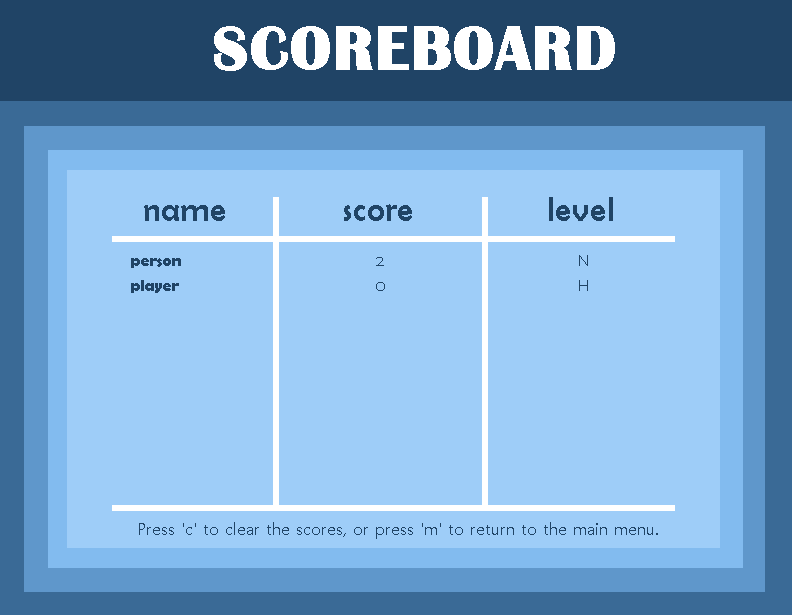 SCOREBOARD
name score level
person 2 N
player 0 H
Press 'c' to clear the scores, or press 'm' to return to the main menu.